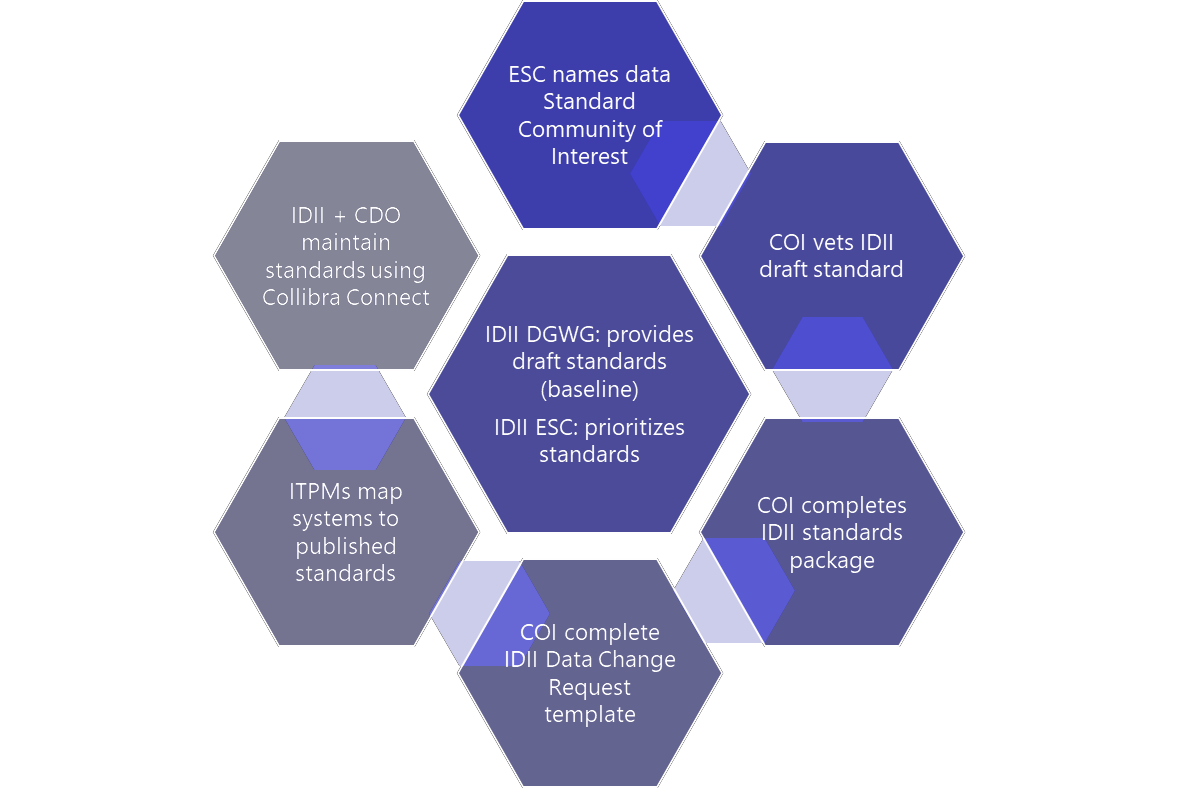 ESC names data
Standard
Community of
Interest
COI vets IDII
draft standard
COI completes
IDII standards
package
COI complete
IDII Data Change
Request
template
ITPMs map
systems to
published
standards
IDII + CDO
maintain
standards using
Collibra Connect
IDII DGWG: provides
draft standards
(baseline)
IDII ESC: prioritizes
standards